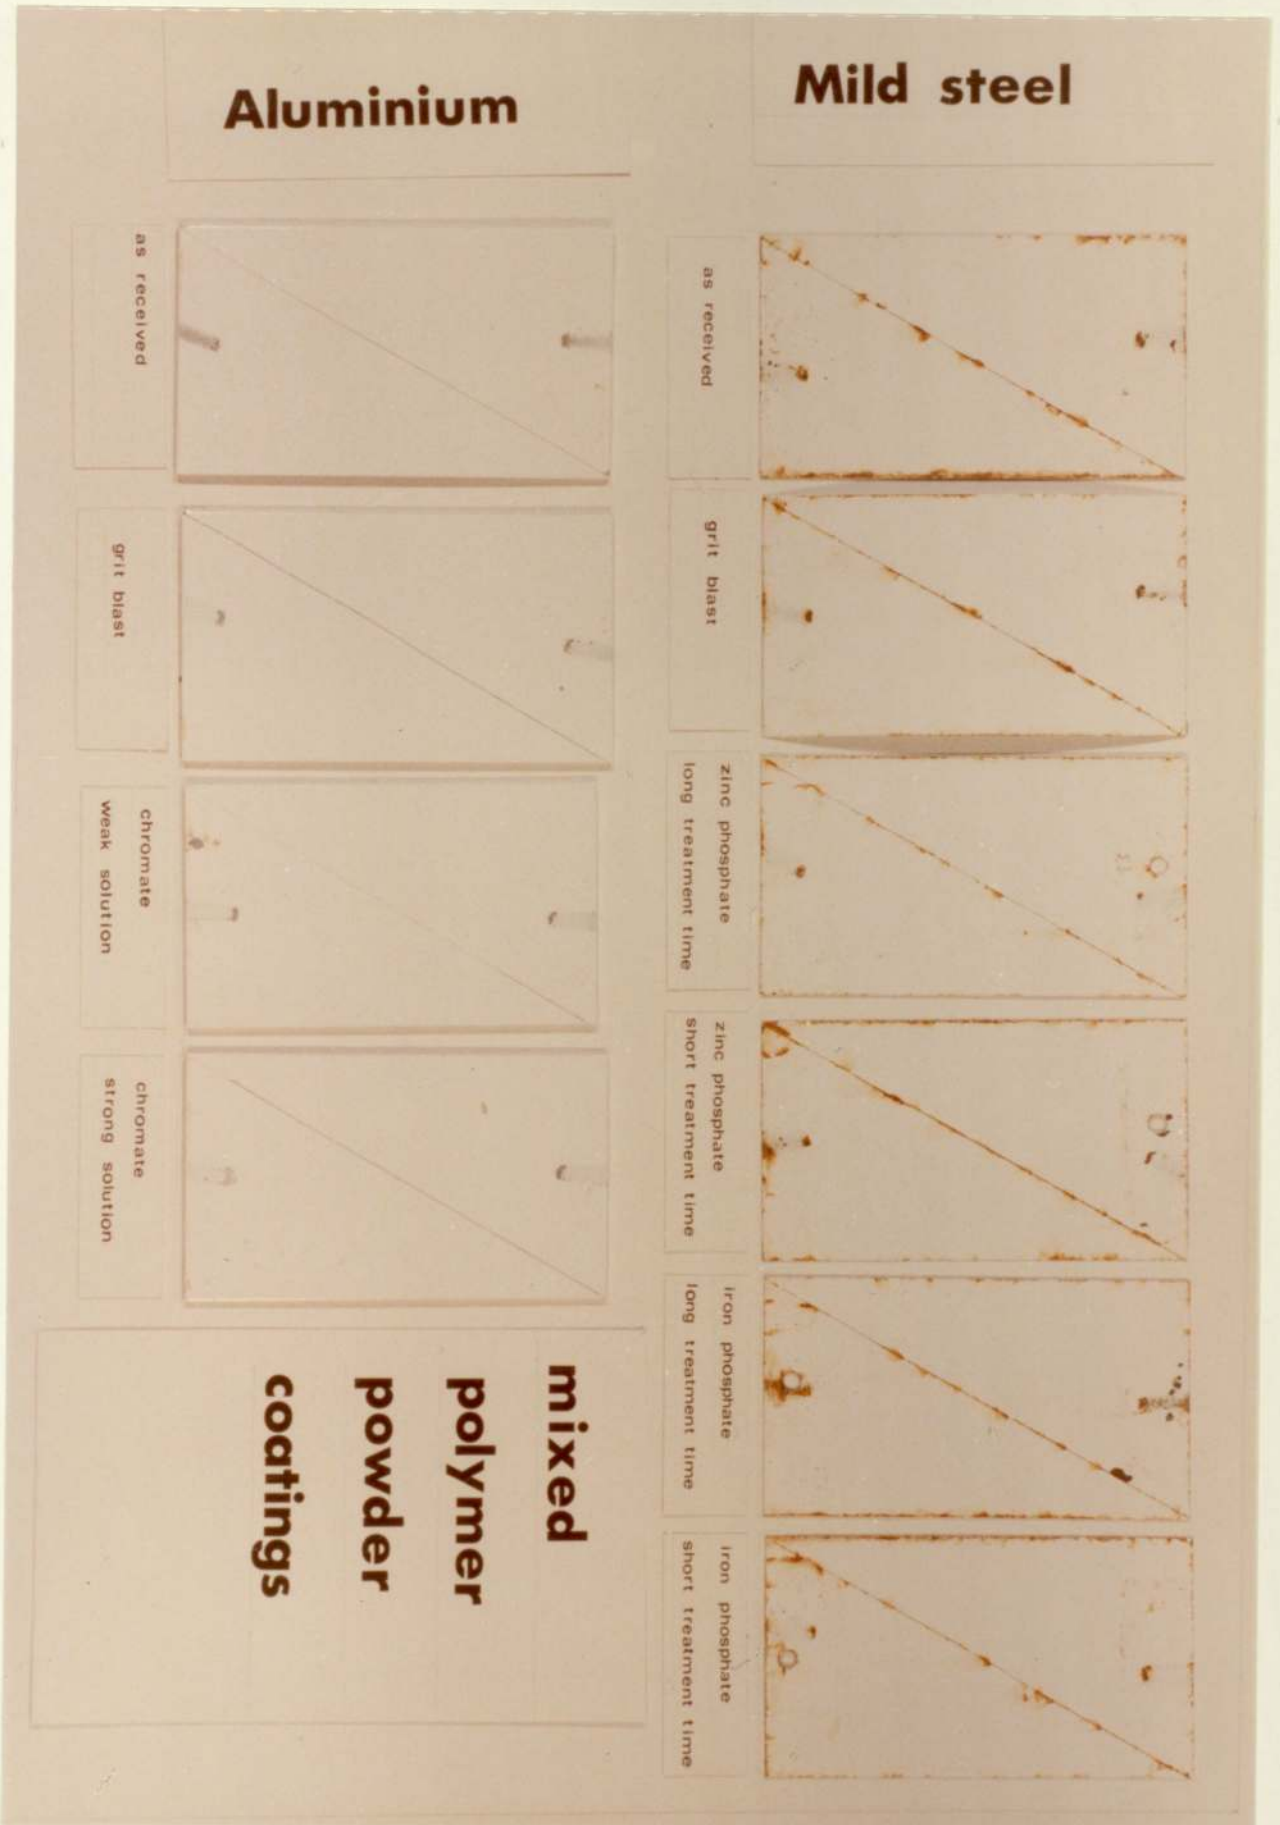 Aluminium
as received
grit blast
chromate
weak solution
chromate
strong solution
mixed
polymer
powder
coatings
Mild steel
as received
grit blast
zinc phosphate
long treatment time
zinc phosphate
short treatment time
iron phosphate
long treatment time
iron phosphate
short treatment time